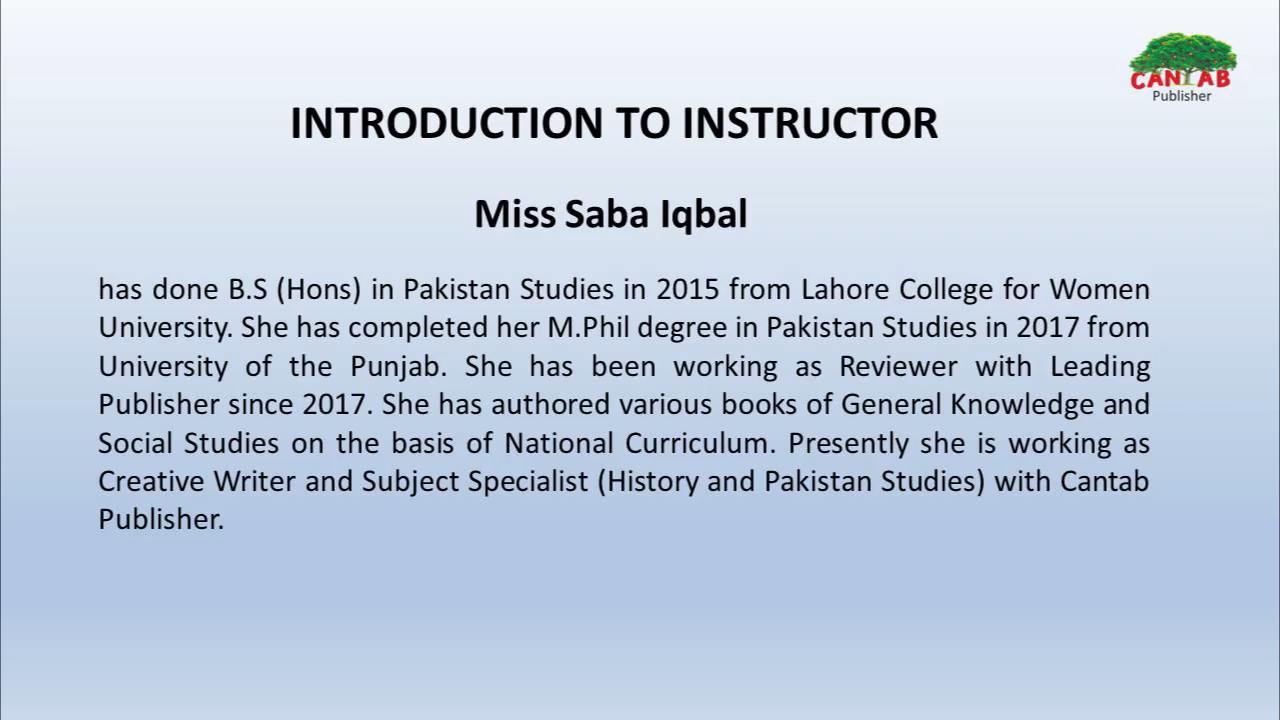 CANTAB
Publisher
INTRODUCTION TO INSTRUCTOR
Miss Saba Iqbal
has done B.S (Hons) in Pakistan Studies in 2015 from Lahore College for Women
University. She has completed her M.Phil degree in Pakistan Studies in 2017 from
University of the Punjab. She has been working as Reviewer with Leading
Publisher since 2017. She has authored various books of General Knowledge and
Social Studies on the basis of National Curriculum. Presently she is working as
Creative Writer and Subject Specialist (History and Pakistan Studies) with Cantab
Publisher.